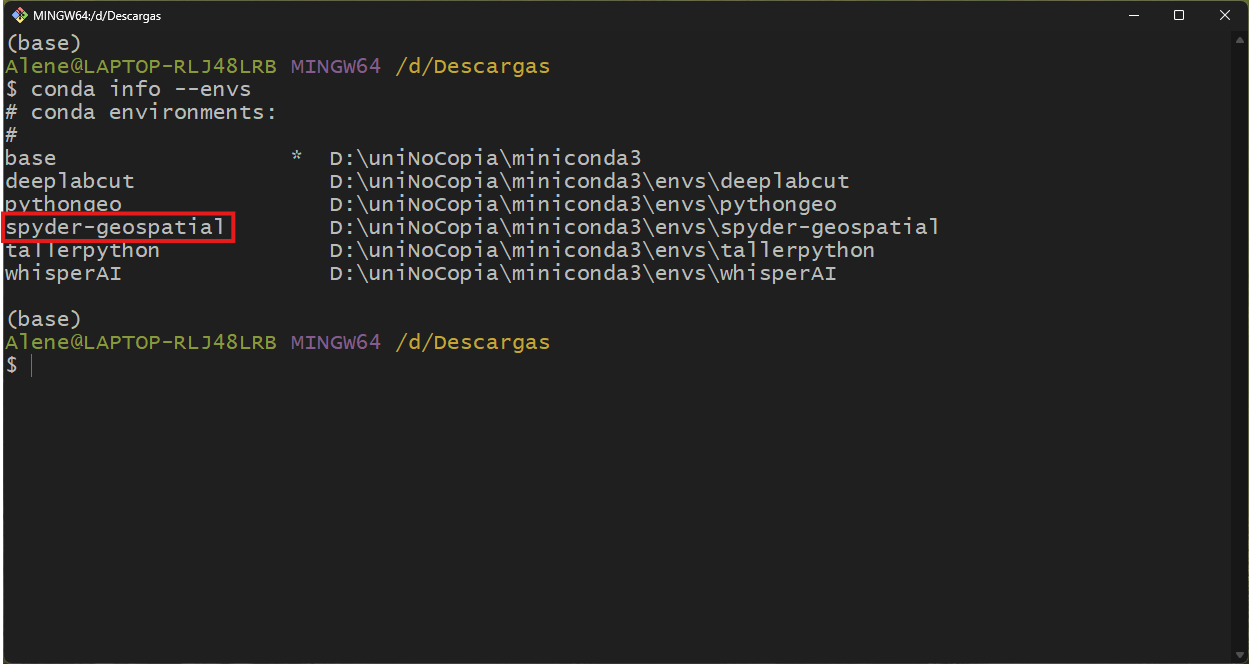 MINGW64:/d/Descargas
(base)
Alene@LAPTOP-RLJ48LRB MINGW64 /d/Descargas
$ conda info --envs
# conda environments:
#
base                  *  D:\uniNoCopia\miniconda3
deeplabcut               D:\uniNoCopia\miniconda3\envs\deeplabcut
pythongeo                D:\uniNoCopia\miniconda3\envs\pythongeo
spyder-geospatial        D:\uniNoCopia\miniconda3\envs\spyder-geospatial
tallerpython             D:\uniNoCopia\miniconda3\envs\tallerpython
whisperAI                D:\uniNoCopia\miniconda3\envs\whisperAI
(base)
Alene@LAPTOP-RLJ48LRB MINGW64 /d/Descargas
$